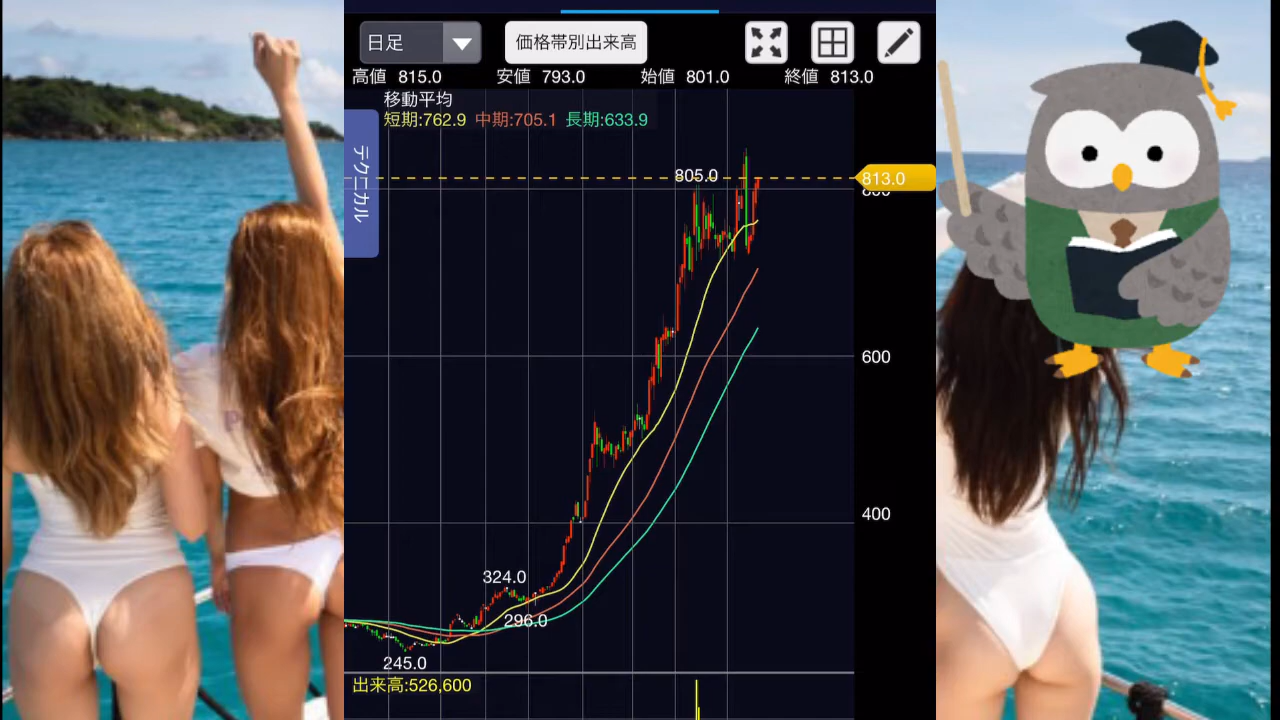 日足
価格帯別出来高
高値 815.0 安値 793.0 始値 801.0 終値 813.0
移動平均
短期:762.9 中期:705.1 長期:633.9
テクニカル
805.0
813.0
800
600
400
324.0
296.0
245.0
出来高:526,600